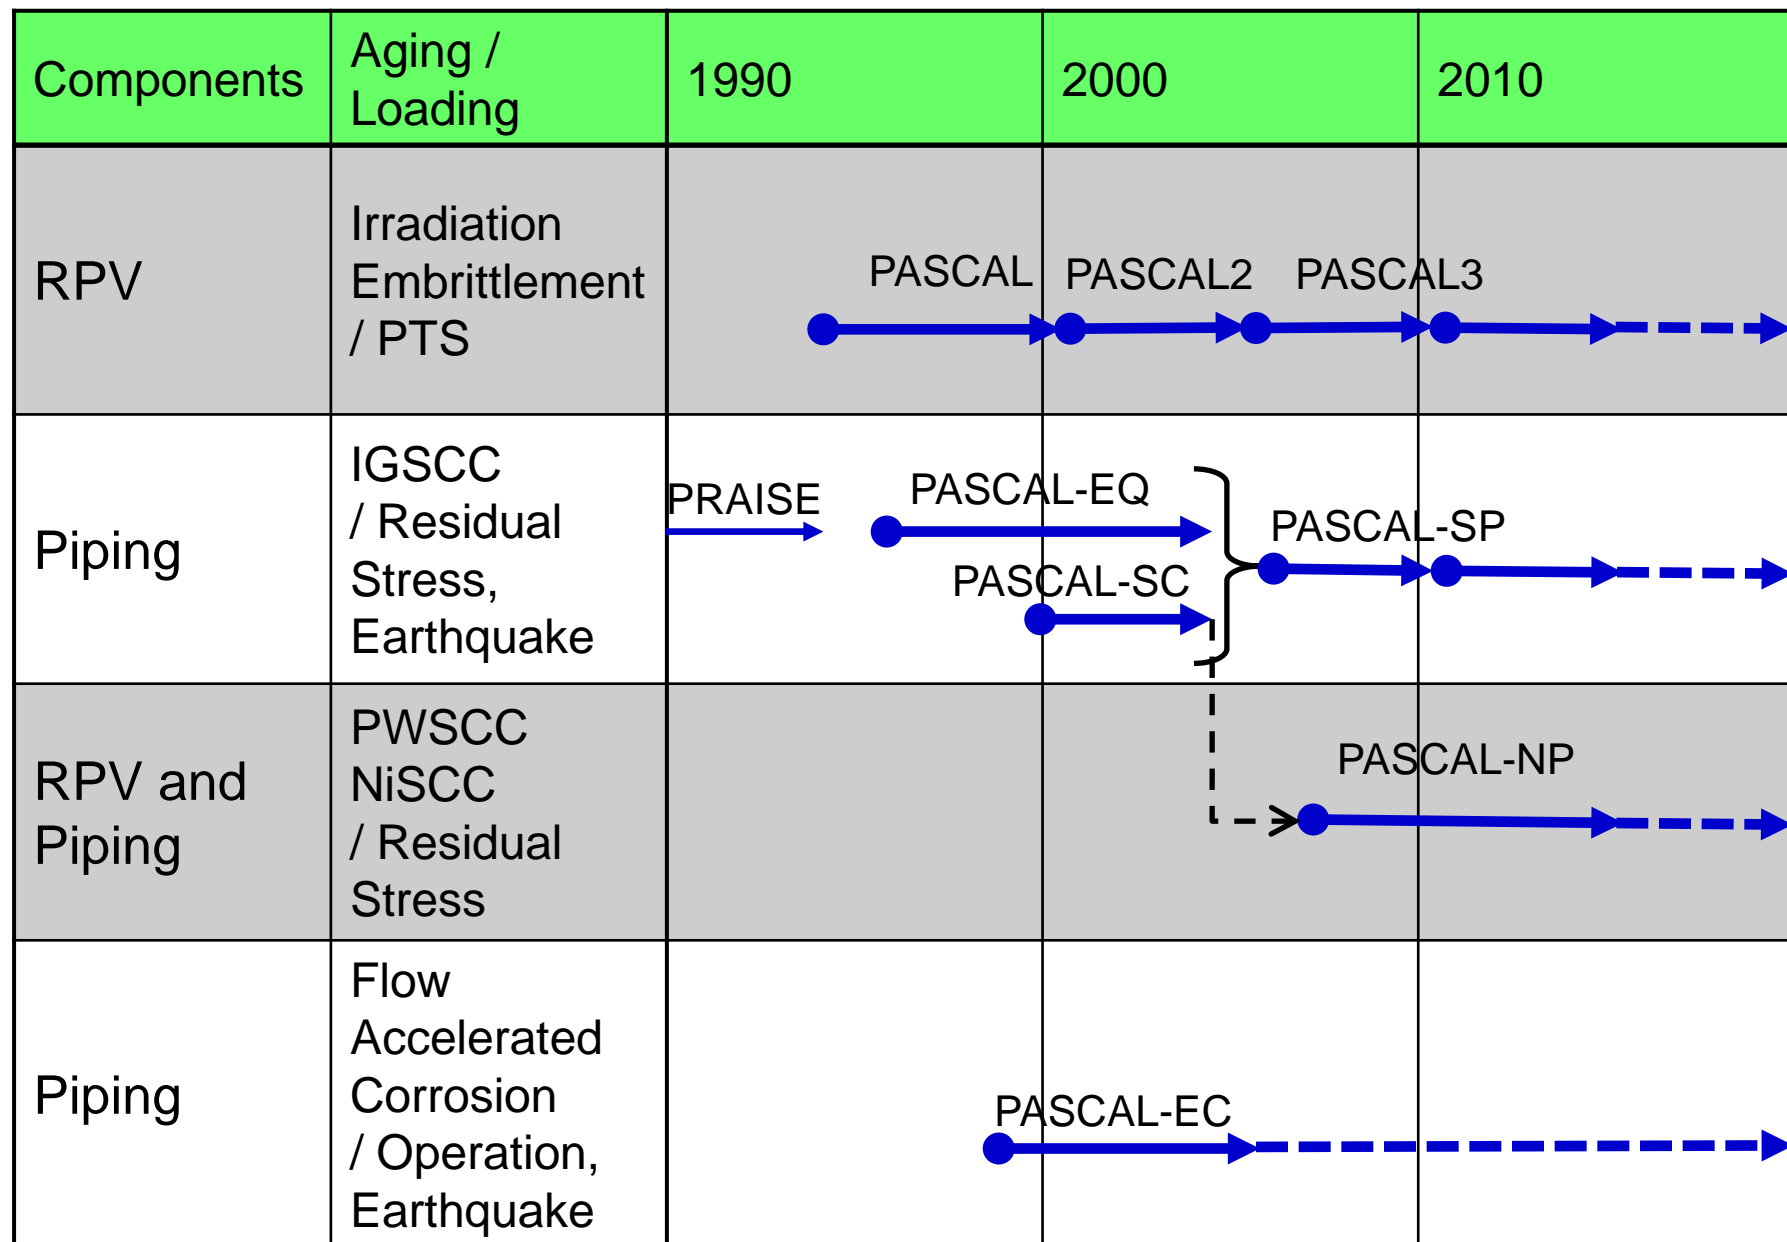 Components
Aging /
Loading
1990
2000
2010
RPV
Irradiation
Embrittlement
/ PTS
PASCAL
PASCAL2
PASCAL3
Piping
IGSCC
/ Residual
Stress,
Earthquake
PRAISE
PASCAL-EQ
PASCAL-SC
PASCAL-SP
RPV and
Piping
PWSCC
NiSCC
/ Residual
Stress
PASCAL-NP
Piping
Flow
Accelerated
Corrosion
/ Operation,
Earthquake
PASCAL-EC